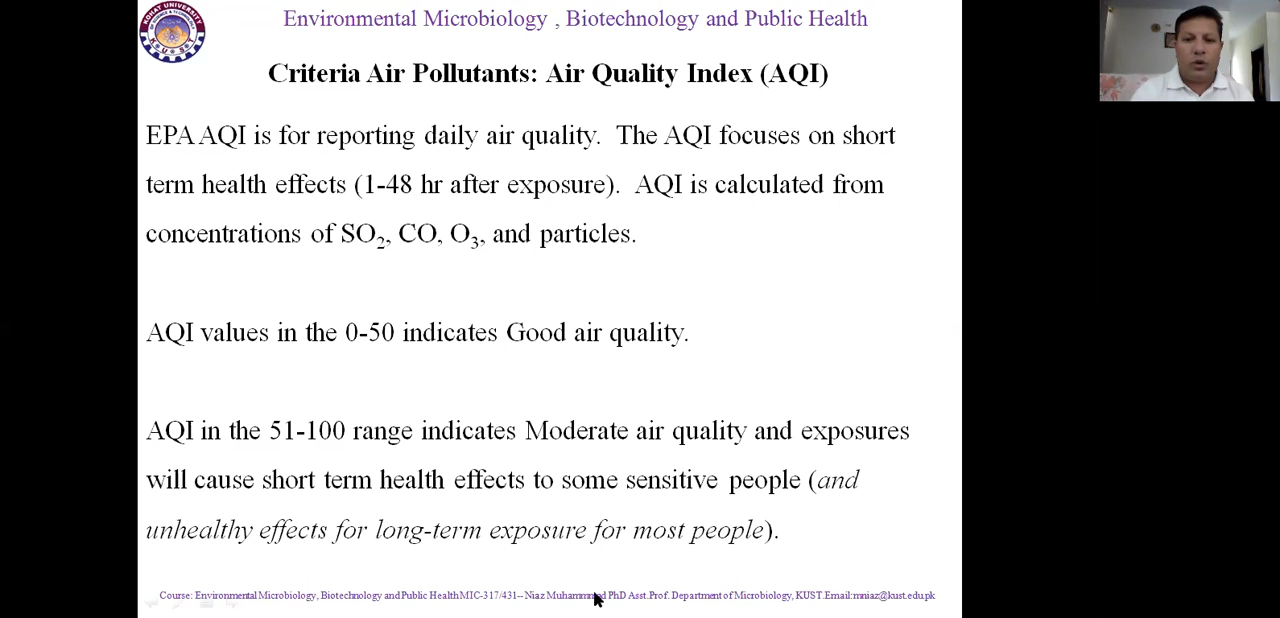 KOHAT UNIVERSITY
K U S T
Environmental Microbiology , Biotechnology and Public Health
Criteria Air Pollutants: Air Quality Index (AQI)
EPA AQI is for reporting daily air quality.  The AQI focuses on short
term health effects (1-48 hr after exposure).  AQI is calculated from
concentrations of SO₂, CO, O₃, and particles.
AQI values in the 0-50 indicates Good air quality.
AQI in the 51-100 range indicates Moderate air quality and exposures
will cause short term health effects to some sensitive people (and
unhealthy effects for long-term exposure for most people).
Course: Environmental Microbiology, Biotechnology and Public Health MIC-317/431-- Niaz Muhammad PhD Asst.Prof. Department of Microbiology, KUST.Email:mniaz@kust.edu.pk